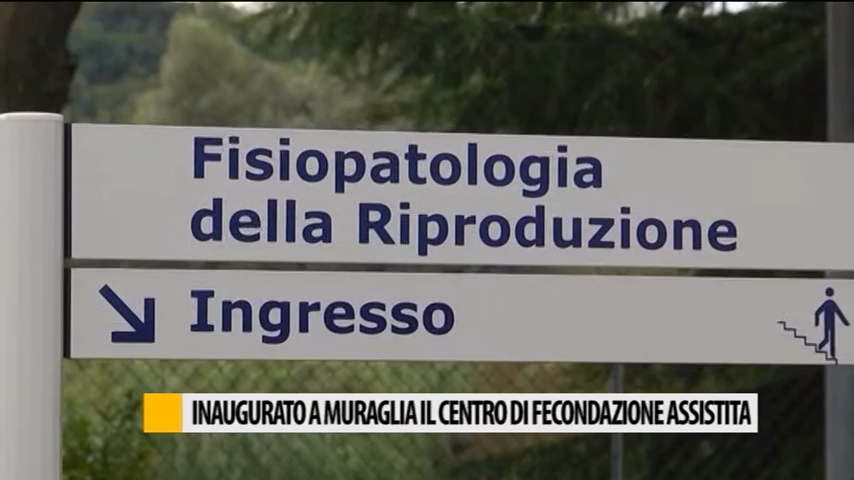 Fisiopatologia
della Riproduzione
Ingresso
INAUGURATO A MURAGLIA IL CENTRO DI FECONDAZIONE ASSISTITA